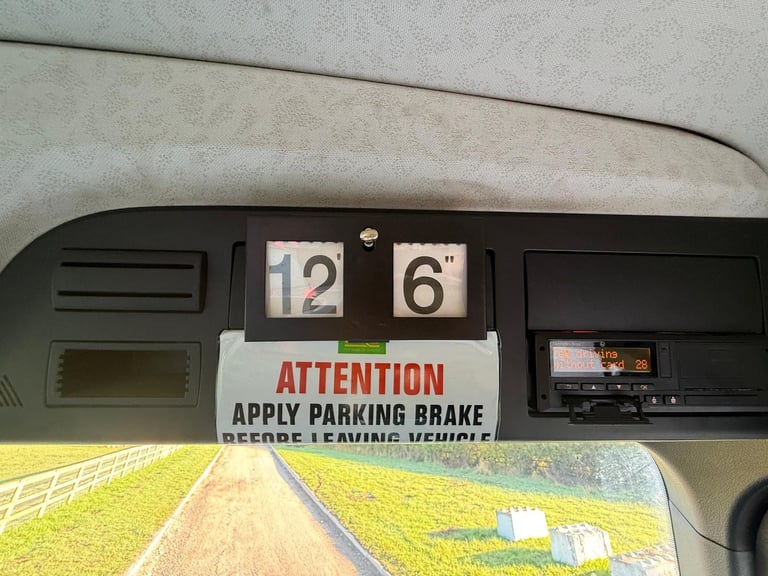 12' 6"
ATTENTION
APPLY PARKING BRAKE
BEFORE LEAVING VEHICLE
driving
without card 28